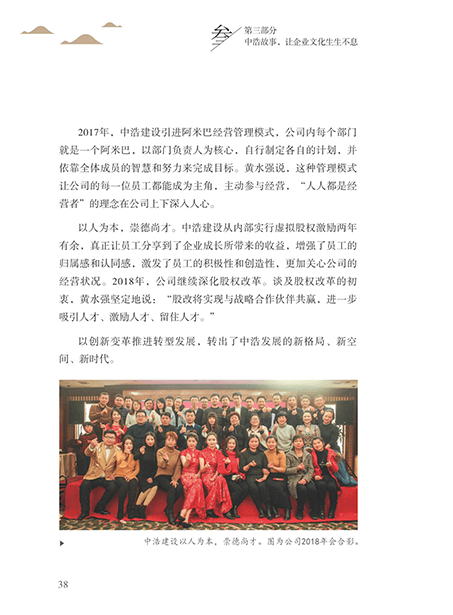 叁
第三部分
中浩故事，让企业文化生生不息
2017年，中浩建设引进阿米巴经营管理模式，公司内每个部门
就是一个阿米巴，以部门负责人为核心，自行制定各自的计划，并
依靠全体成员的智慧和努力来完成目标。黄水强说，这种管理模式
让公司的每一位员工都能成为主角，主动参与经营，“人人都是经
营者”的理念在公司上下深入人心。
以人为本，崇德尚才。中浩建设从内部实行虚拟股权激励两年
有余，真正让员工分享到了企业成长所带来的收益，增强了员工的
归属感和认同感，激发了员工的积极性和创造性，更加关心公司的
经营状况。2018年，公司继续深化股权改革。谈及股权改革的初
衷，黄水强坚定地说：“股改将实现与战略合作伙伴共赢，进一步
吸引人才、激励人才、留住人才。”
以创新变革推进转型发展，转出了中浩发展的新格局、新空
间、新时代。
中浩建设以人为本，崇德尚才。图为公司2018年会合影。
38